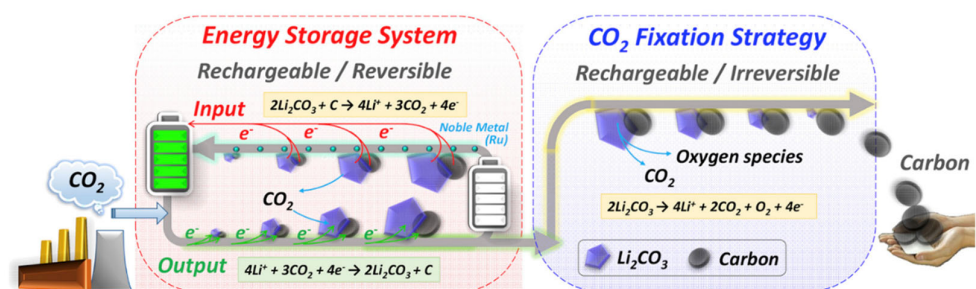 Energy Storage System
Rechargeable / Reversible
Input
2Li₂CO₃ + C → 4Li⁺ + 3CO₂ + 4e⁻
e⁻ e⁻ e⁻
Noble Metal
(Ru)
CO₂
CO₂
e⁻ e⁻ e⁻ e⁻
Output
4Li⁺ + 3CO₂ + 4e⁻ → 2Li₂CO₃ + C
CO₂ Fixation Strategy
Rechargeable / Irreversible
Oxygen species
CO₂
2Li₂CO₃ → 4Li⁺ + 2CO₂ + O₂ + 4e⁻
Li₂CO₃ Carbon
Carbon